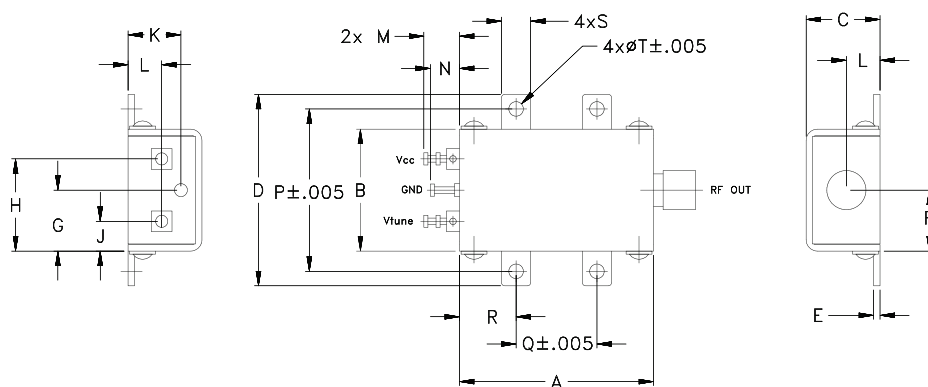 K
L
H
G
J
2x M
N
4xS
4xøT±.005
Vcc
GND
Vtune
D
P±.005
B
RF OUT
R
Q±.005
A
C
L
E